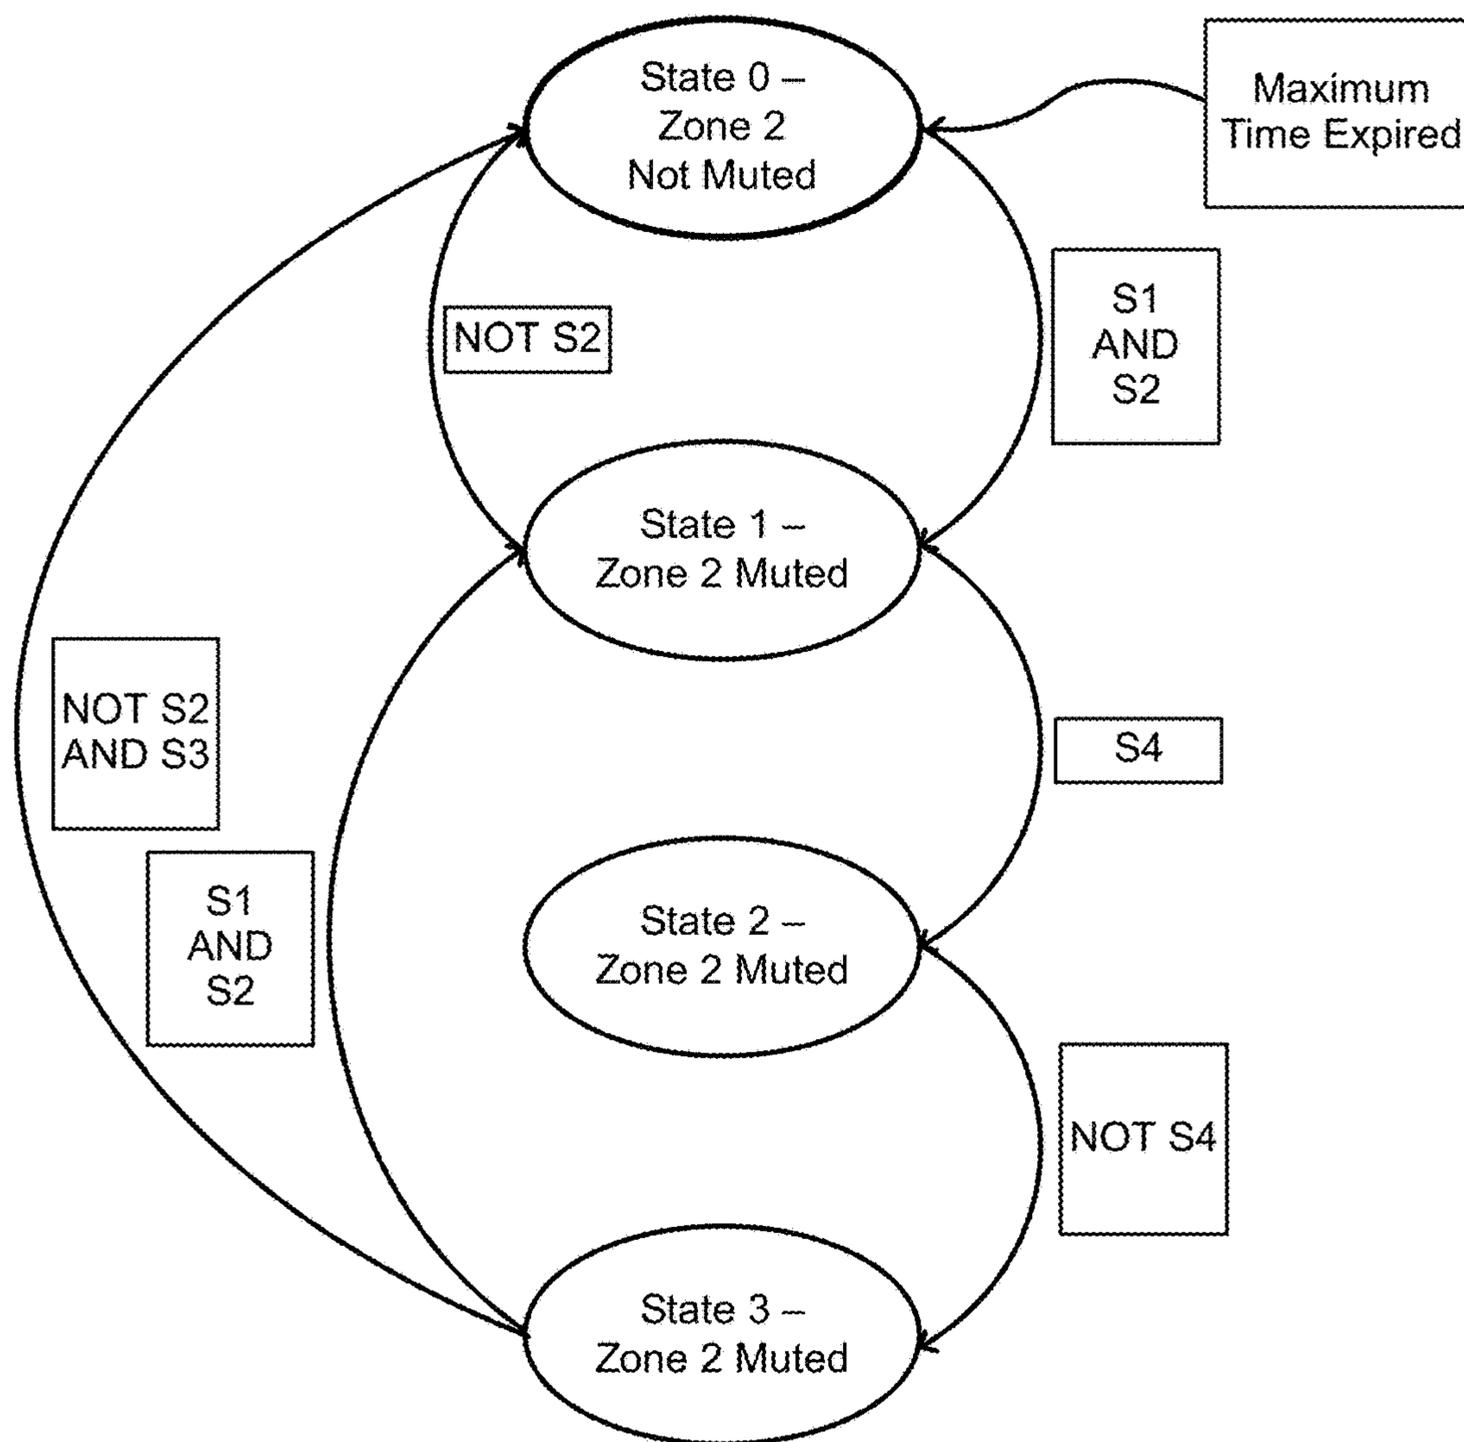 State 0 –
Zone 2
Not Muted
Maximum
Time Expired
S1
AND
S2
NOT S2
State 1 –
Zone 2 Muted
NOT S2
AND S3
S4
S1
AND
S2
State 2 –
Zone 2 Muted
NOT S4
State 3 –
Zone 2 Muted